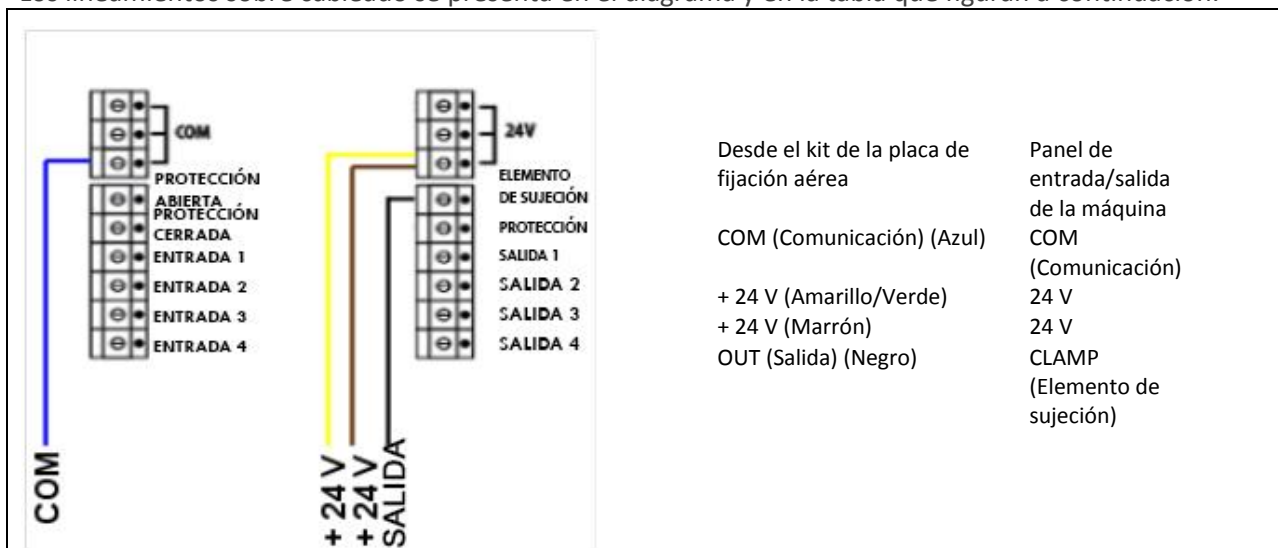 Los lineamientos sobre cableado se presenta en el diagrama y en la tabla que figuran a continuación.
COM
PROTECCIÓN
ABIERTA
PROTECCIÓN
CERRADA
ENTRADA 1
ENTRADA 2
ENTRADA 3
ENTRADA 4
COM
24V
ELEMENTO
DE SUJECIÓN
PROTECCIÓN
SALIDA 1
SALIDA 2
SALIDA 3
SALIDA 4
+ 24 V
+ 24 V
SALIDA
Desde el kit de la placa de
fijación aérea
Panel de
entrada/salida
de la máquina
COM (Comunicación) (Azul)
COM
(Comunicación)
+ 24 V (Amarillo/Verde)
24 V
+ 24 V (Marrón)
24 V
OUT (Salida) (Negro)
CLAMP
(Elemento de
sujeción)